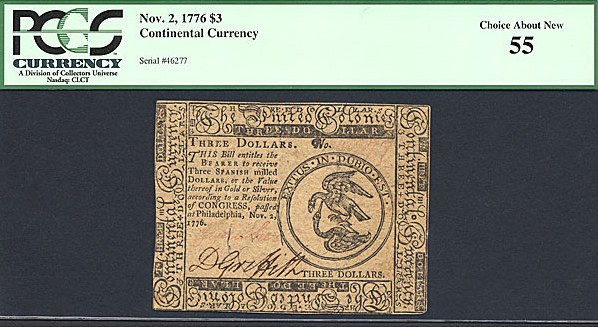 PCGS
CURRENCY
A Division of Collectors Universe
Nasdaq: CLCT
Nov. 2, 1776 $3
Continental Currency
Serial #46277
Choice About New
55
The United Colonies
THREE DOLLAR
THREE DOLLARS. No.
THIS Bill entitles the
BEARER to receive
Three SPANISH milled
DOLLARS, or the Value
thereof in Gold or Silver,
according to a Resolution
of CONGRESS, passed
at Philadelphia, Nov. 2,
1776.
EXITUS · IN · DUBIO · EST ·
THREE DOLLARS.
Continental Currency